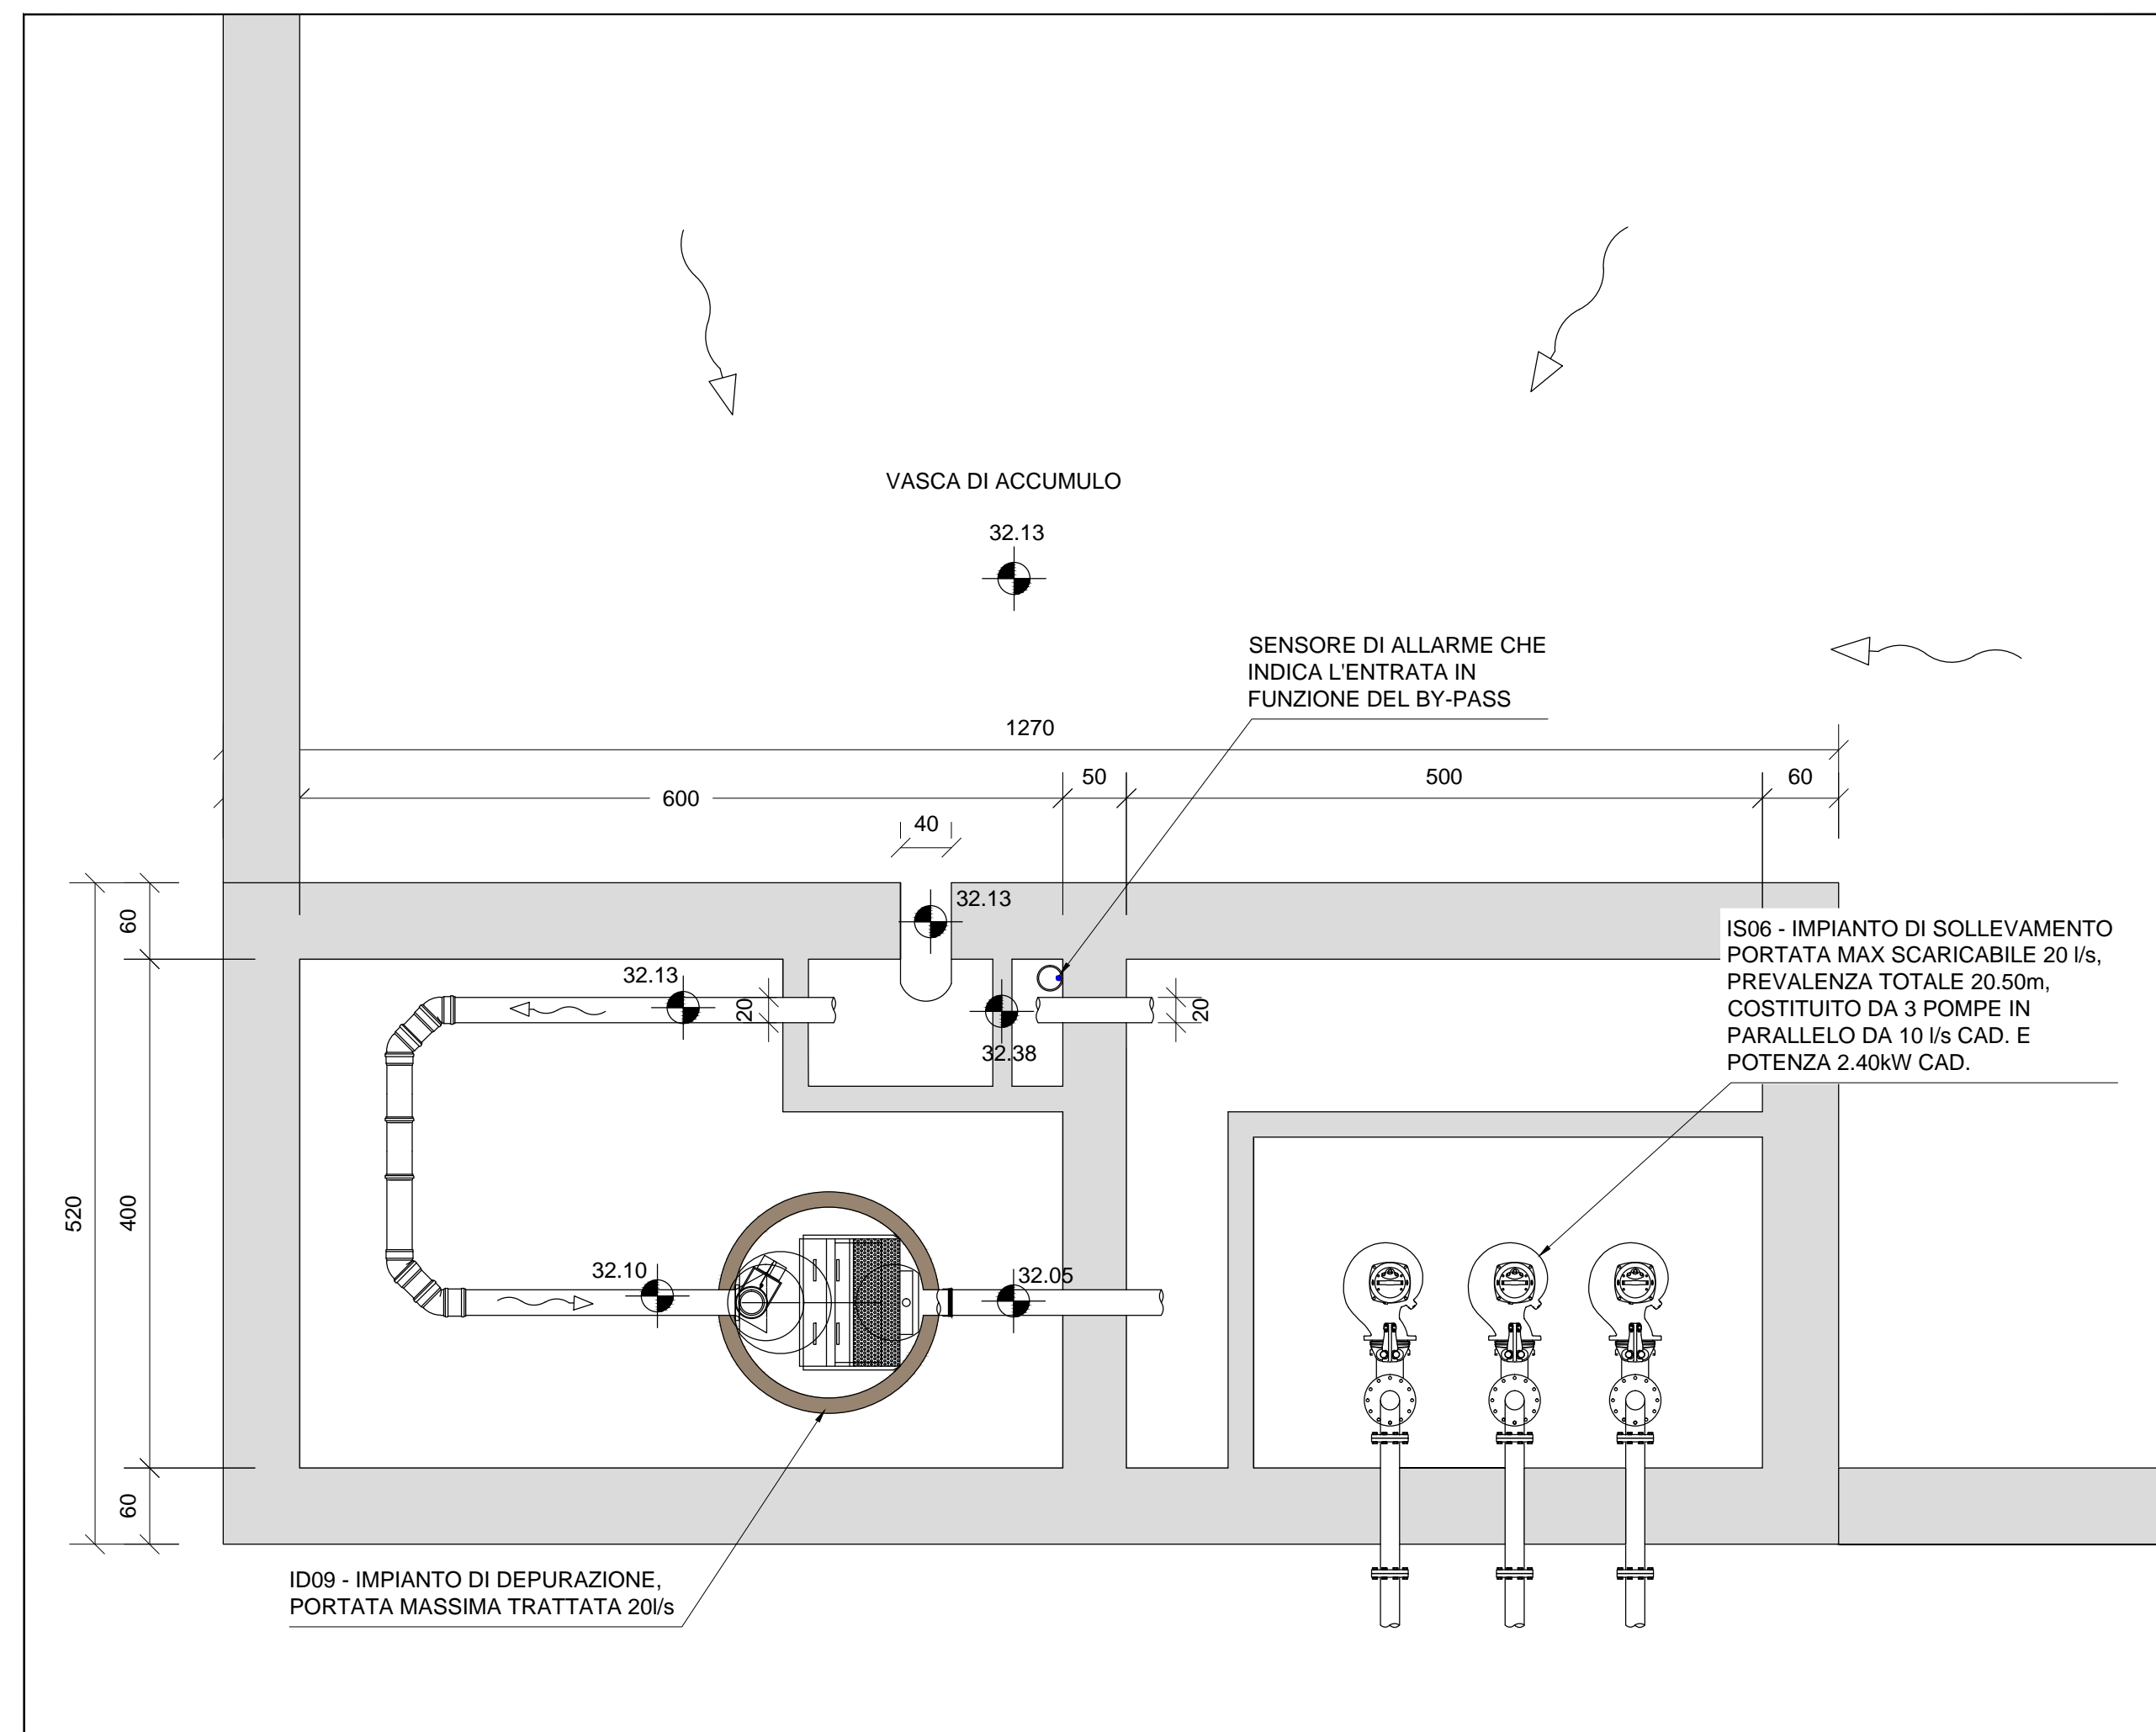 VASCA DI ACCUMULO
32.13
SENSORE DI ALLARME CHE
INDICA L'ENTRATA IN
FUNZIONE DEL BY-PASS
1270
600
50
500
60
40
32.13
60
400
60
520
32.13
20
32.38
20
IS06 - IMPIANTO DI SOLLEVAMENTO
PORTATA MAX SCARICABILE 20 l/s,
PREVALENZA TOTALE 20.50m,
COSTITUITO DA 3 POMPE IN
PARALLELO DA 10 l/s CAD. E
POTENZA 2.40kW CAD.
32.10
32.05
ID09 - IMPIANTO DI DEPURAZIONE,
PORTATA MASSIMA TRATTATA 20l/s